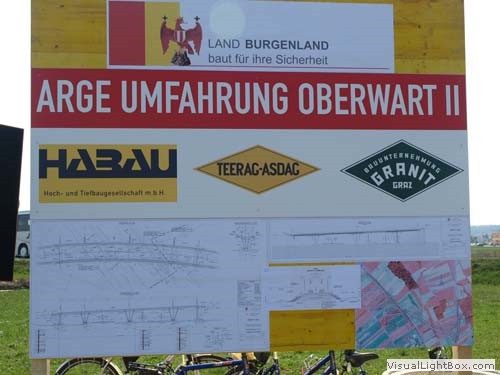 LAND BURGENLAND
baut für ihre Sicherheit
ARGE UMFAHRUNG OBERWART II
HABAU
Hoch- und Tiefbaugesellschaft m.b.H.
TEERAG-ASDAG
BAUUNTERNEHMUNG
GRANIT
GRAZ
www.VisualLightBox.com